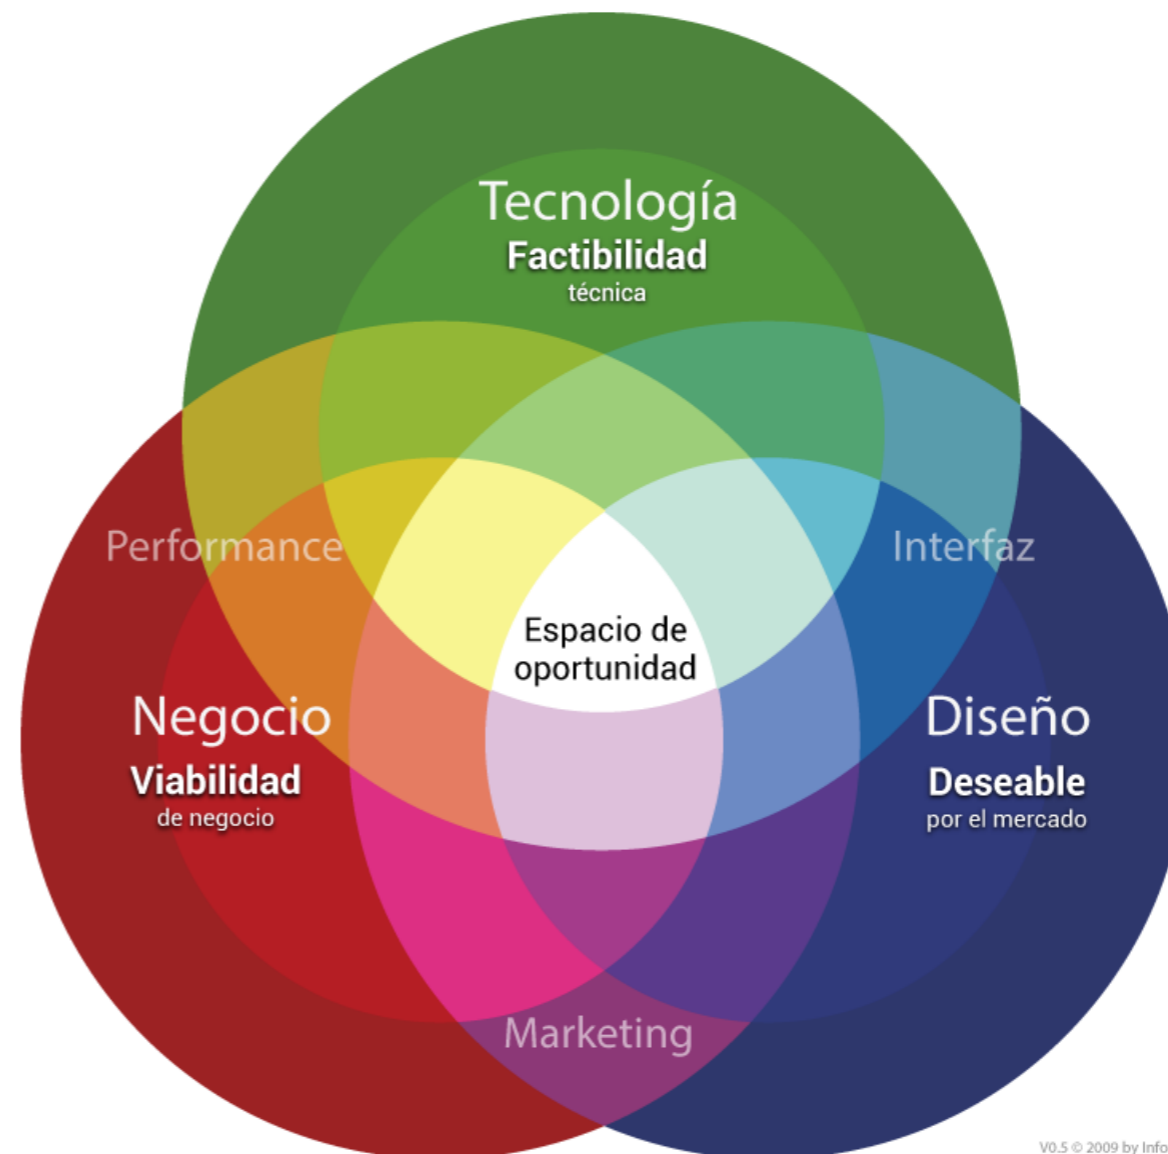 Tecnología
Factibilidad
técnica
Performance
Interfaz
Espacio de
oportunidad
Negocio
Viabilidad
de negocio
Diseño
Deseable
por el mercado
Marketing
V0.5 © 2009 by Info